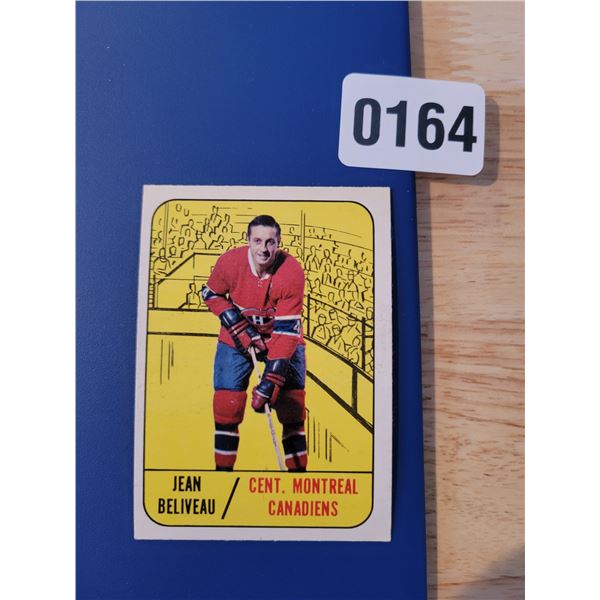 0164
JEAN
BELIVEAU
/
CENT. MONTREAL
CANADIENS